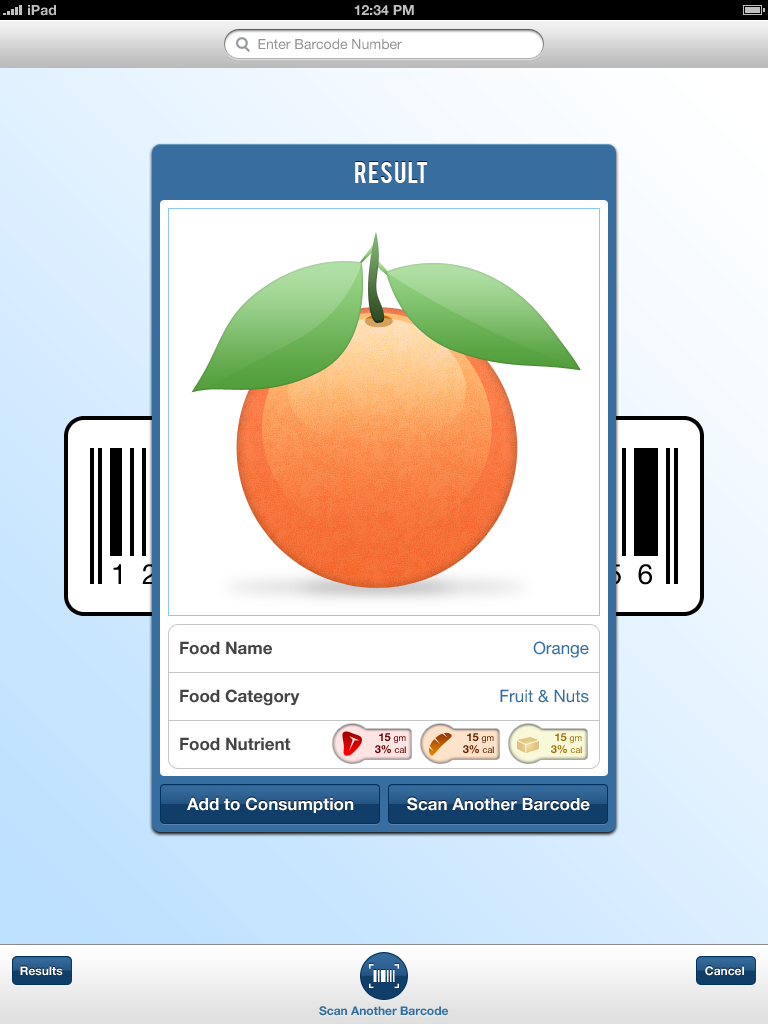 iPad
12:34 PM
Enter Barcode Number
RESULT
1 2
5 6
Food Name
Orange
Food Category
Fruit & Nuts
Food Nutrient
15 gm
3% cal
15 gm
3% cal
15 gm
3% cal
Add to Consumption
Scan Another Barcode
Results
Scan Another Barcode
Cancel